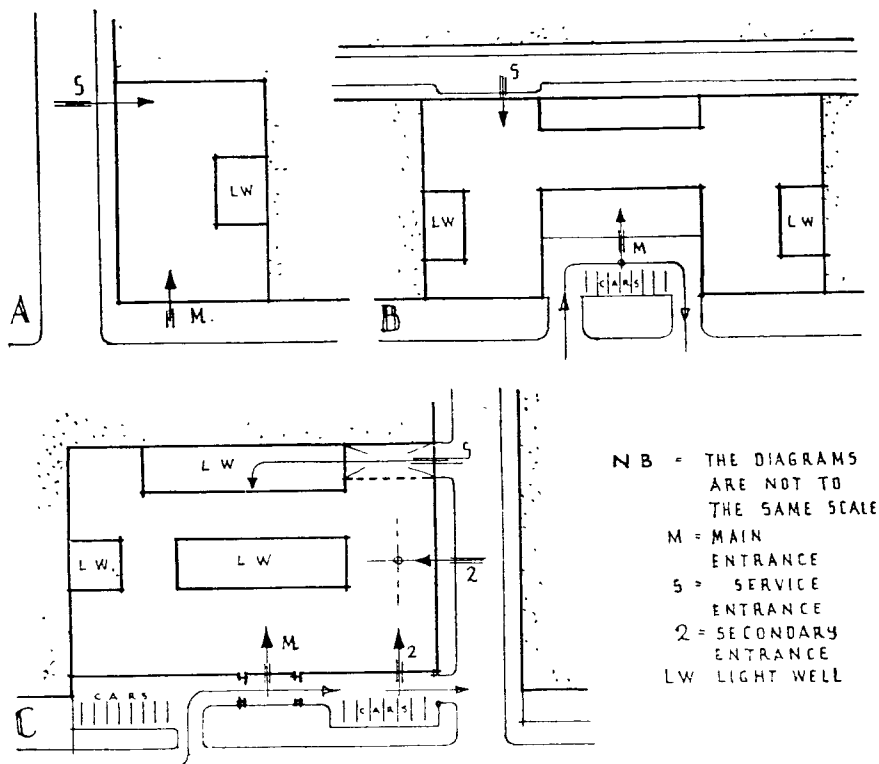 S
LW
M.
A
S
LW
LW
M
CARS
B
LW
S
LW.
LW
2
M
2
CARS
CARS
C
NB = THE DIAGRAMS
ARE NOT TO
THE SAME SCALE
M = MAIN
ENTRANCE
S = SERVICE
ENTRANCE
2 = SECONDARY
ENTRANCE
LW LIGHT WELL